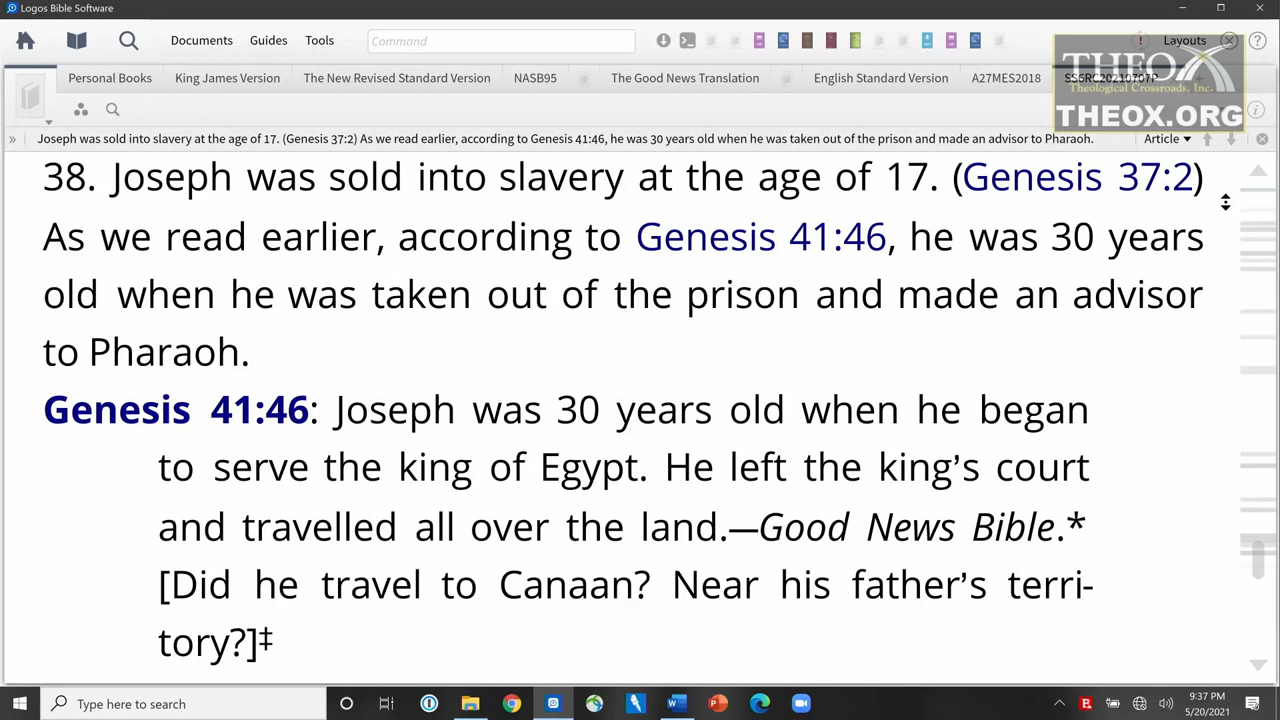 Logos Bible Software
Documents Guides Tools Command Layouts
Personal Books King James Version The New Revised Standard Version NASB95 The Good News Translation English Standard Version A27MES2018 SS6RC20210707P
THEOX
Theological Crossroads, Inc.
THEOX.ORG
Joseph was sold into slavery at the age of 17. (Genesis 37:2) As we read earlier, according to Genesis 41:46, he was 30 years old when he was taken out of the prison and made an advisor to Pharaoh. Article
38. Joseph was sold into slavery at the age of 17. (Genesis 37:2)
As we read earlier, according to Genesis 41:46, he was 30 years
old when he was taken out of the prison and made an advisor
to Pharaoh.
Genesis 41:46: Joseph was 30 years old when he began
to serve the king of Egypt. He left the king’s court
and travelled all over the land.—Good News Bible.*
[Did he travel to Canaan? Near his father’s terri-
tory?]‡
Type here to search
9:37 PM
5/20/2021